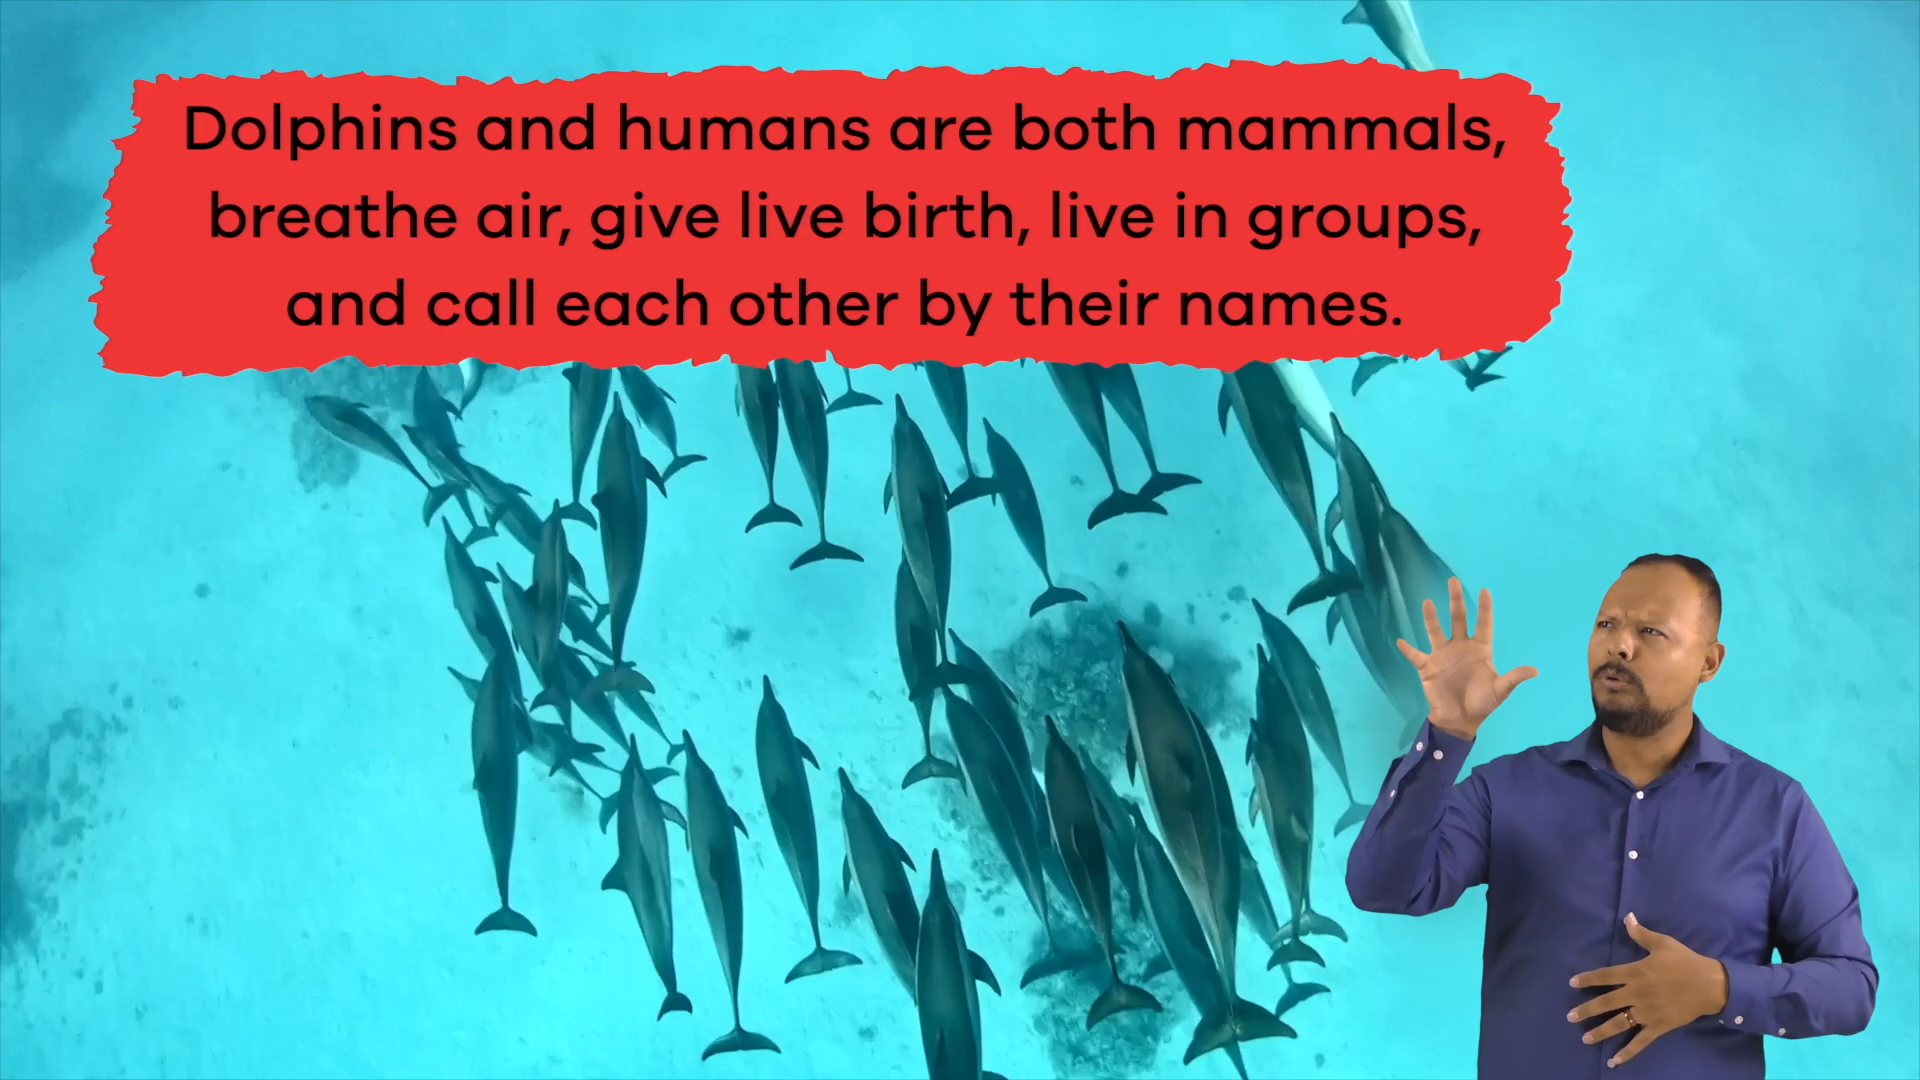 Dolphins and humans are both mammals,
breathe air, give live birth, live in groups,
and call each other by their names.